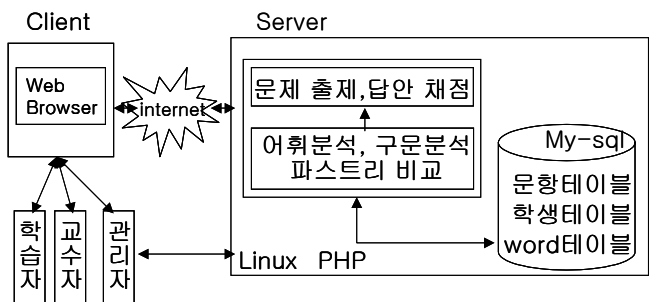 Client
Server
Web
Browser
internet
문제 출제,답안 채점
어휘분석, 구문분석
파스트리 비교
My-sql
문항테이블
학생테이블
word테이블
학습자
교수자
관리자
Linux PHP